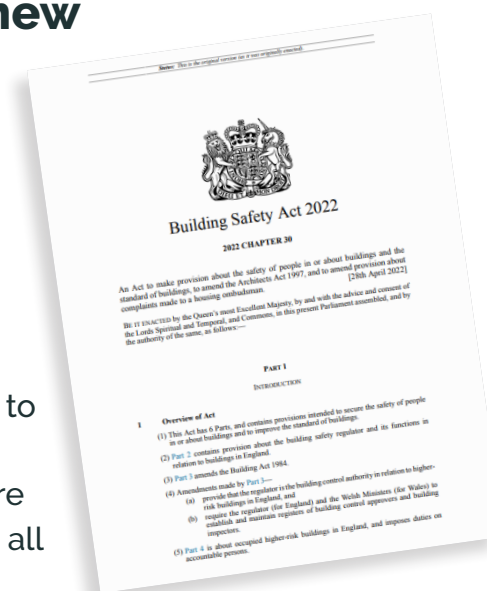 new
Status: This is the original version (as it was originally enacted).
Building Safety Act 2022
2022 CHAPTER 30
An Act to make provision about the safety of people in or about buildings and the
standard of buildings, to amend the Architects Act 1997, and to amend provision about
complaints made to a housing ombudsman. [28th April 2022]
BE IT ENACTED by the Queen's most Excellent Majesty, by and with the advice and consent of
the Lords Spiritual and Temporal, and Commons, in this present Parliament assembled, and by
the authority of the same, as follows:—
PART 1
INTRODUCTION
1 Overview of Act
(1) This Act has 6 Parts, and contains provisions intended to secure the safety of people
in or about buildings and to improve the standard of buildings.
(2) Part 2 contains provision about the building safety regulator and its functions in
relation to buildings in England.
(3) Part 3 amends the Building Act 1984.
(4) Amendments made by Part 3—
(a) provide that the regulator is the building control authority in relation to higher-
risk buildings in England, and
(b) require the regulator (for England) and the Welsh Ministers (for Wales) to
establish and maintain registers of building control approvers and building
inspectors.
(5) Part 4 is about occupied higher-risk buildings in England, and imposes duties on
accountable persons.
to
re
all